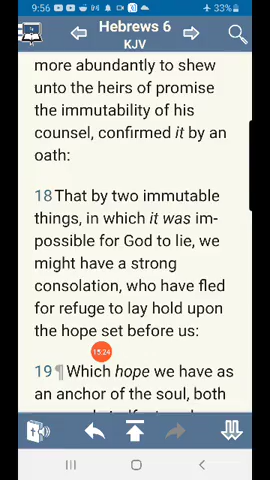 9:56
33%
Hebrews 6
KJV
more abundantly to shew
unto the heirs of promise
the immutability of his
counsel, confirmed it by an
oath:
18 That by two immutable
things, in which it was im-
possible for God to lie, we
might have a strong
consolation, who have fled
for refuge to lay hold upon
the hope set before us:
15:24
19 ¶ Which hope we have as
an anchor of the soul, both